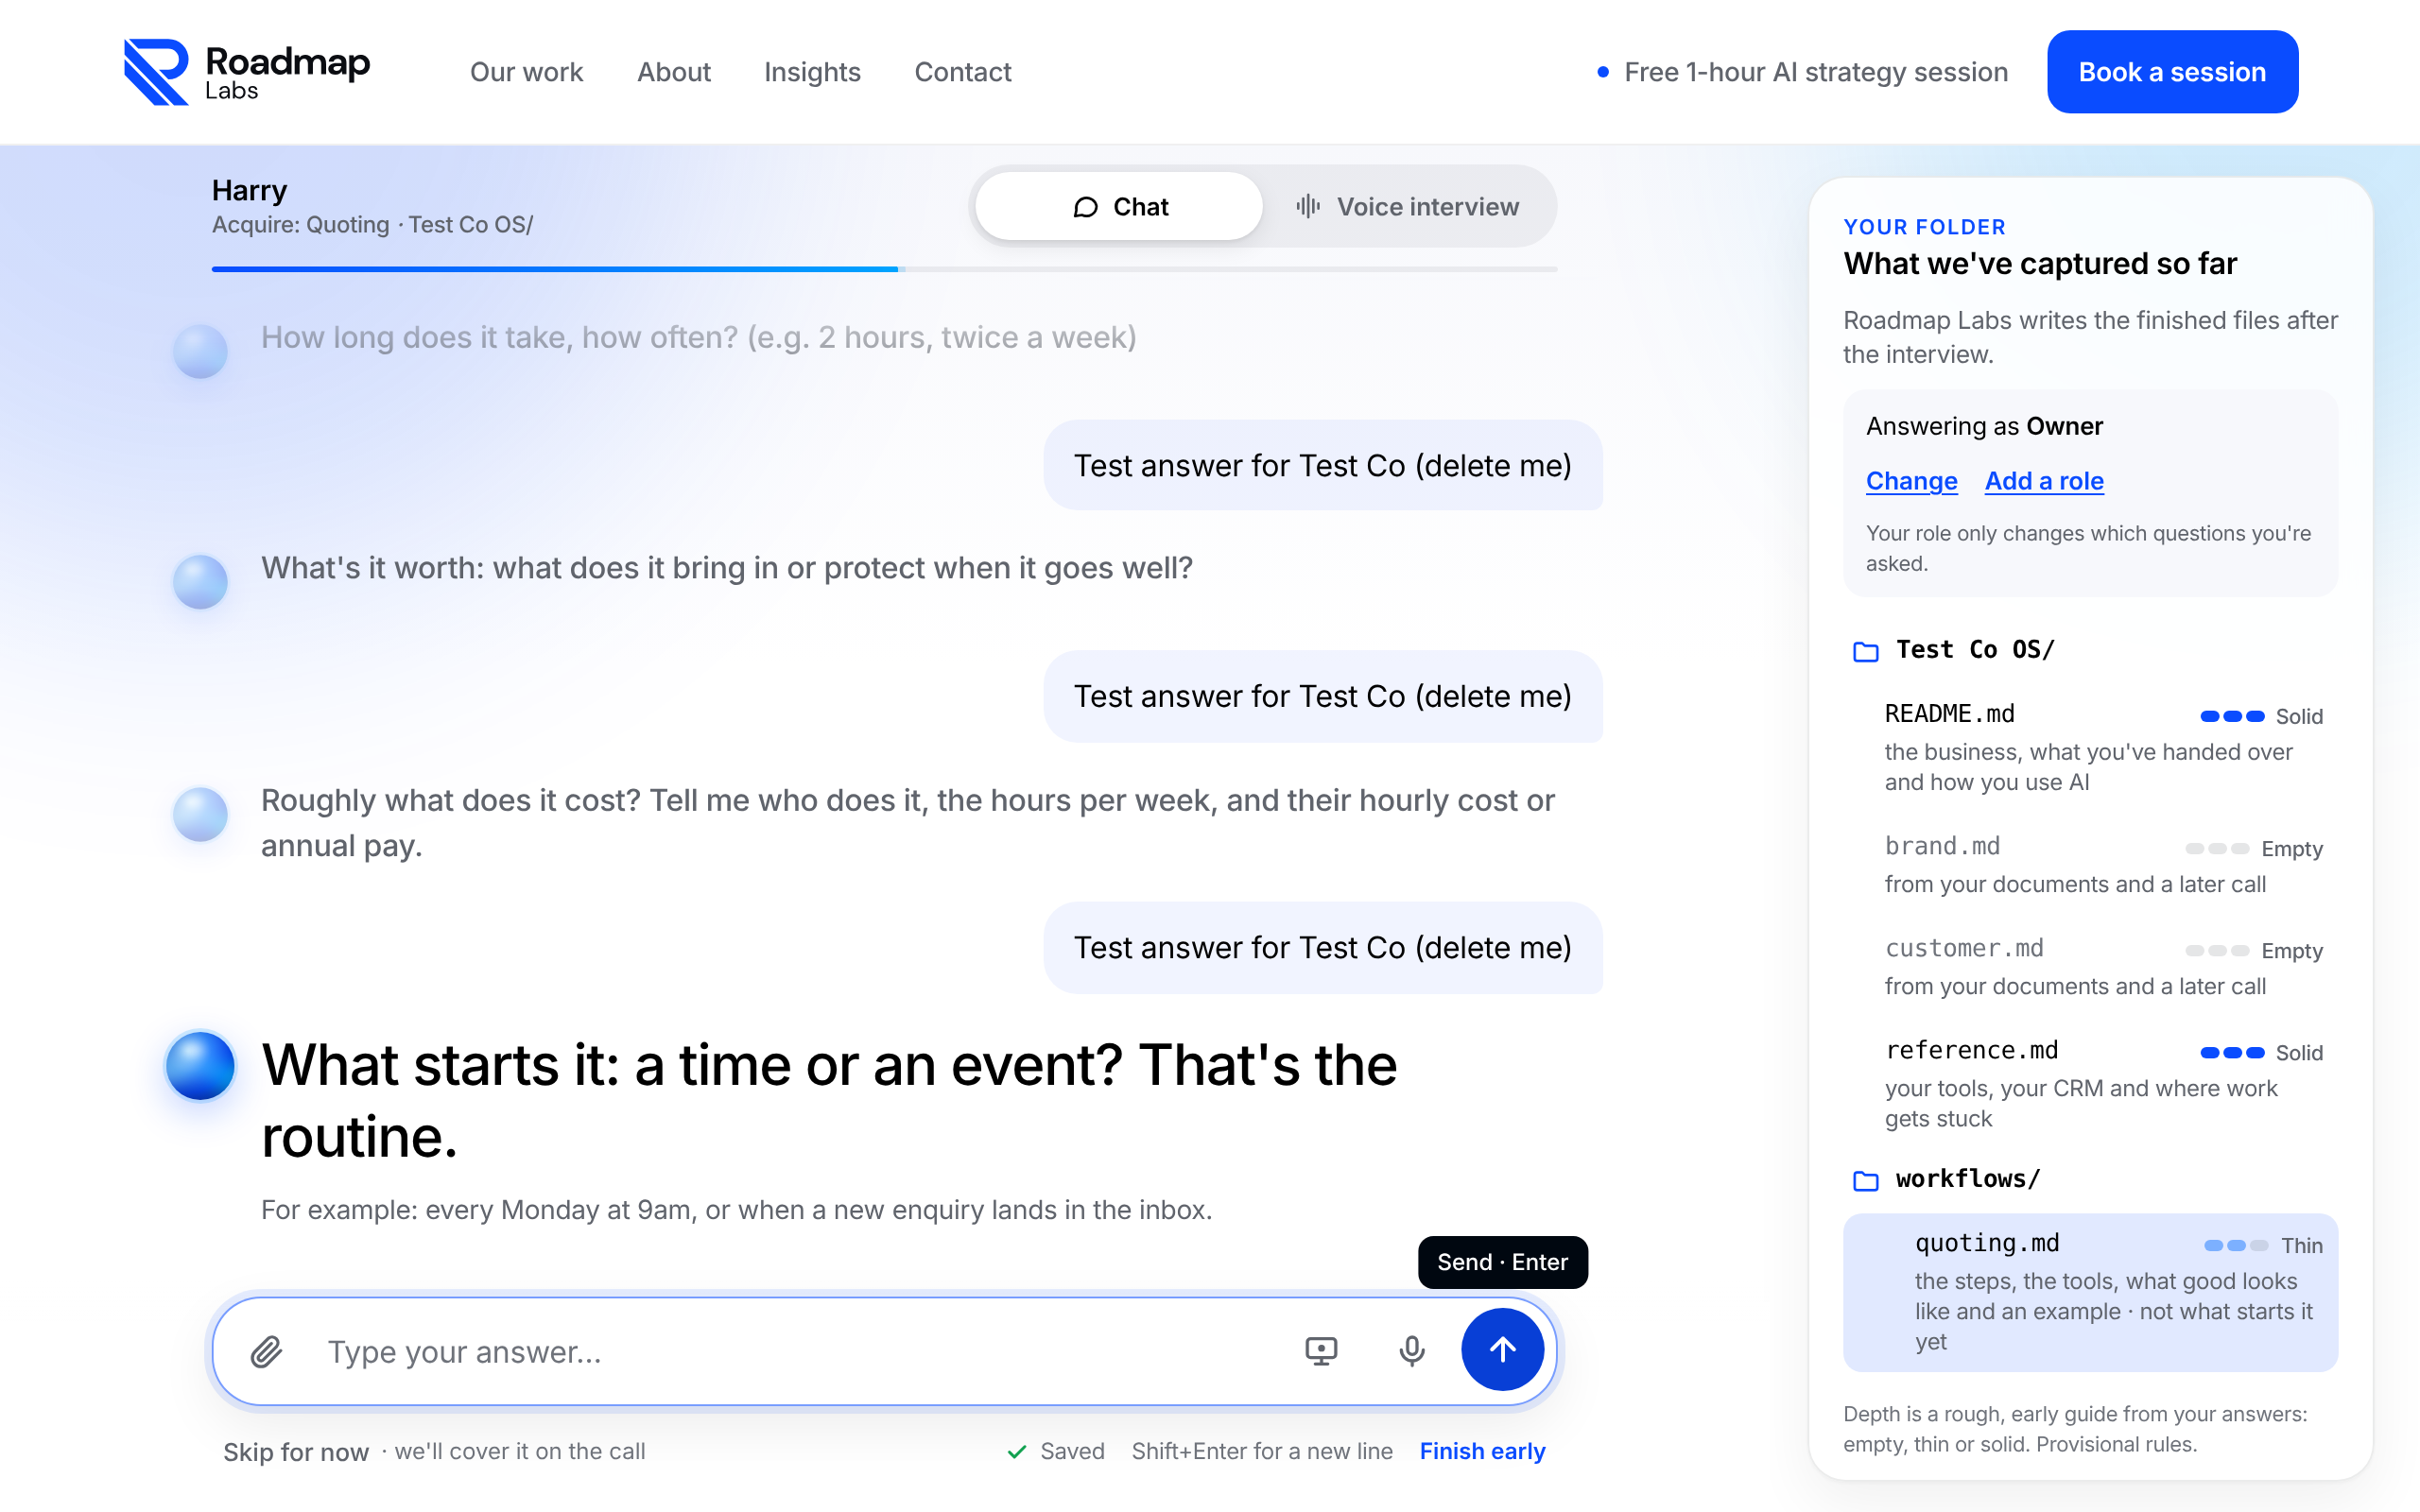 Roadmap
Labs
Our work
About
Insights
Contact
Free 1-hour AI strategy session
Book a session
Harry
Acquire: Quoting · Test Co OS/
Chat
Voice interview
How long does it take, how often? (e.g. 2 hours, twice a week)
Test answer for Test Co (delete me)
What's it worth: what does it bring in or protect when it goes well?
Test answer for Test Co (delete me)
Roughly what does it cost? Tell me who does it, the hours per week, and their hourly cost or
annual pay.
Test answer for Test Co (delete me)
What starts it: a time or an event? That's the
routine.
For example: every Monday at 9am, or when a new enquiry lands in the inbox.
Send · Enter
Type your answer...
Skip for now · we'll cover it on the call
Saved
Shift+Enter for a new line
Finish early
YOUR FOLDER
What we've captured so far
Roadmap Labs writes the finished files after
the interview.
Answering as Owner
Change
Add a role
Your role only changes which questions you're
asked.
Test Co OS/
README.md
Solid
the business, what you've handed over
and how you use AI
brand.md
Empty
from your documents and a later call
customer.md
Empty
from your documents and a later call
reference.md
Solid
your tools, your CRM and where work
gets stuck
workflows/
quoting.md
Thin
the steps, the tools, what good looks
like and an example · not what starts it
yet
Depth is a rough, early guide from your answers:
empty, thin or solid. Provisional rules.